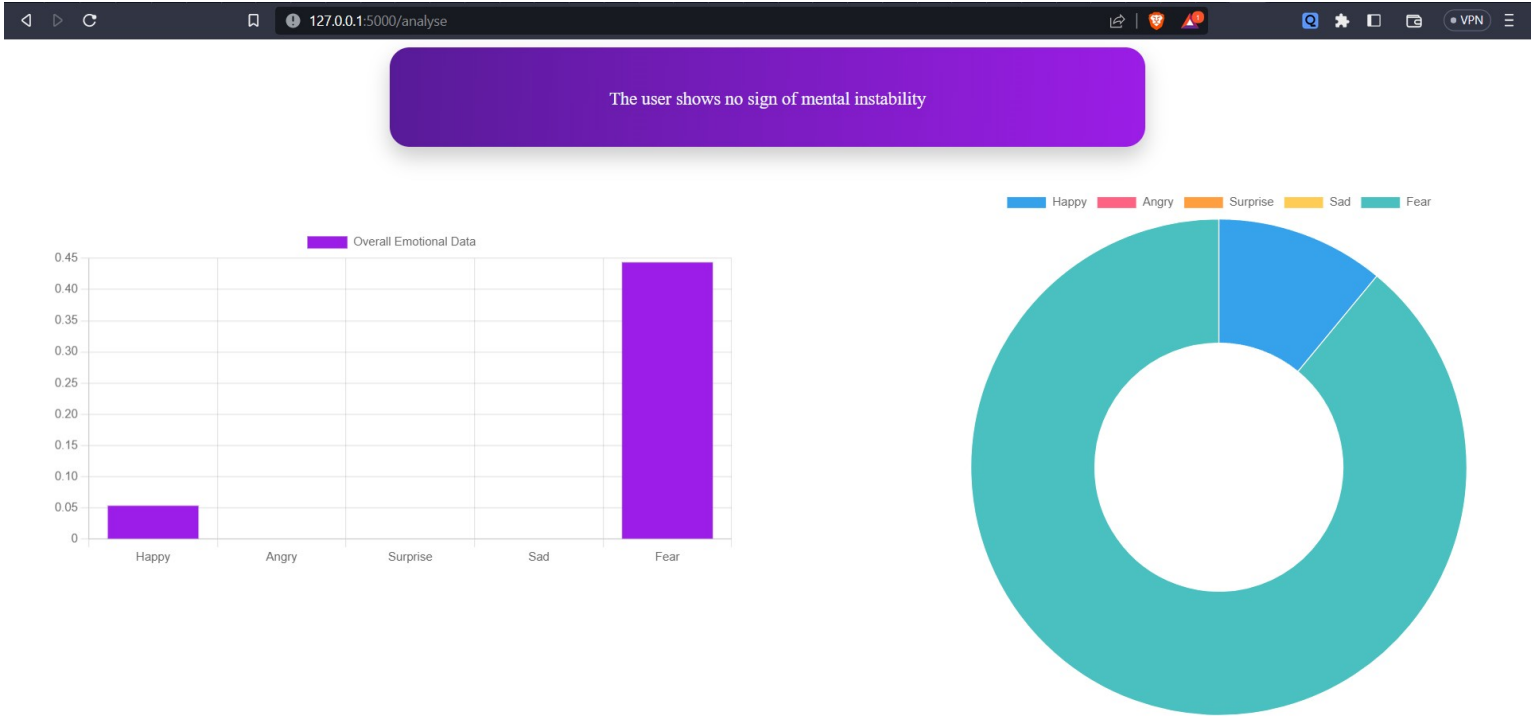 127.0.0.1:5000/analyse
1
VPN
The user shows no sign of mental instability
Happy Angry Surprise Sad Fear
Overall Emotional Data
0.45
0.40
0.35
0.30
0.25
0.20
0.15
0.10
0.05
0
Happy Angry Surprise Sad Fear